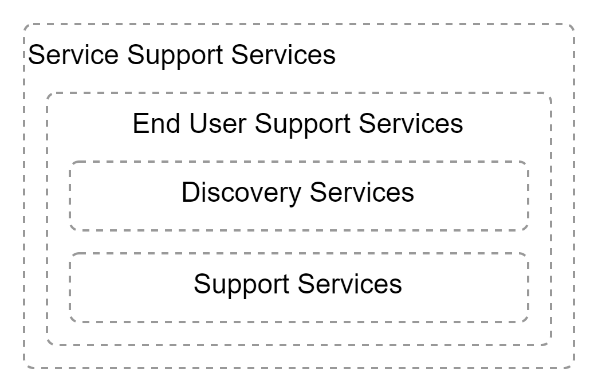 Service Support Services
End User Support Services
Discovery Services
Support Services